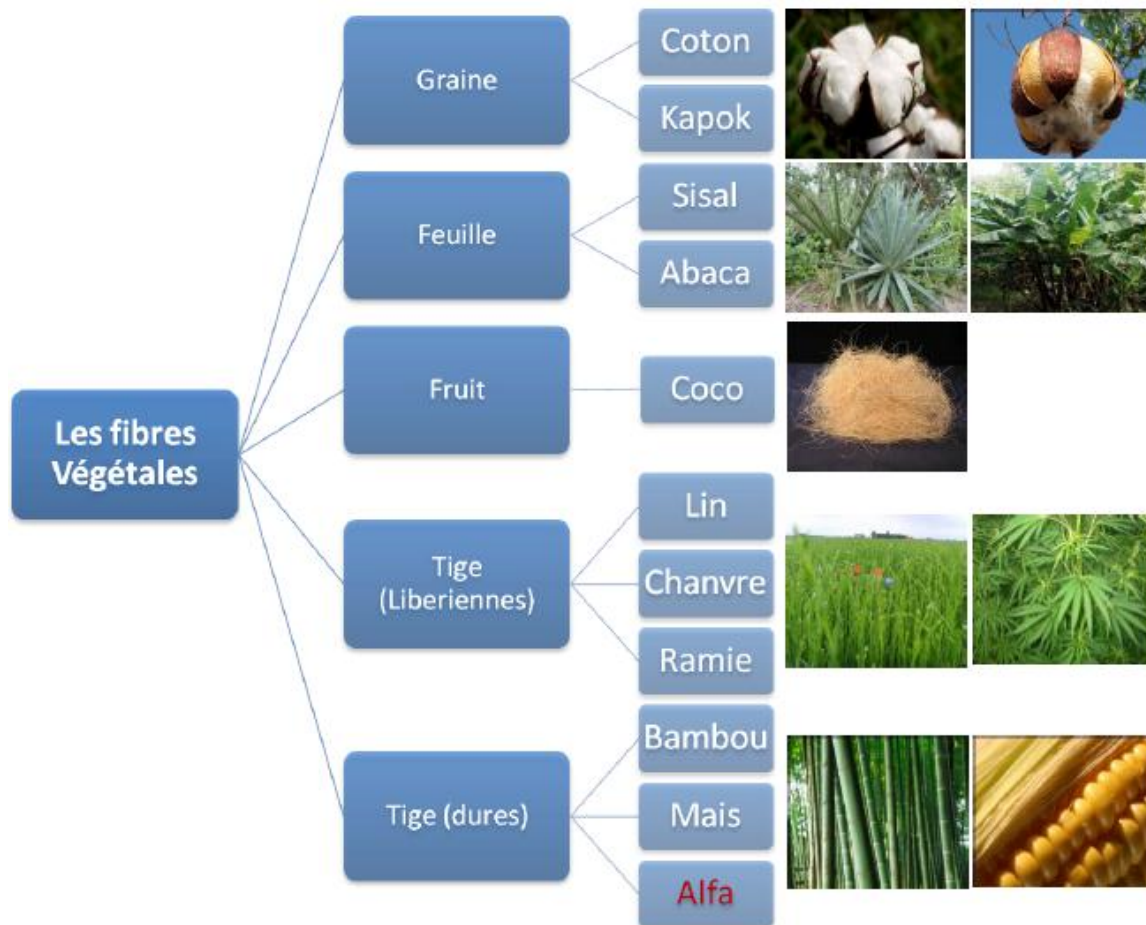 Les fibres
Végétales
Graine
Coton
Kapok
Feuille
Sisal
Abaca
Fruit
Coco
Tige
(Liberiennes)
Lin
Chanvre
Ramie
Tige (dures)
Bambou
Mais
Alfa